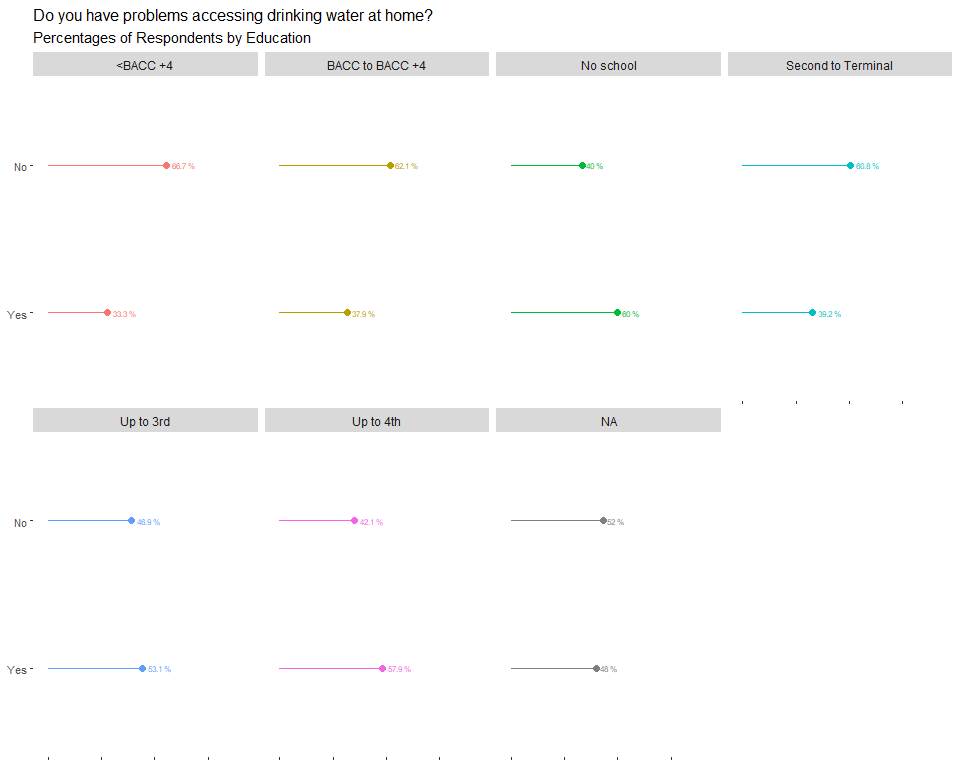 Do you have problems accessing drinking water at home?
Percentages of Respondents by Education
<BACC +4
BACC to BACC +4
No school
Second to Terminal
No
66.7 %
62.1 %
40 %
60.8 %
Yes
33.3 %
37.9 %
60 %
39.2 %
Up to 3rd
Up to 4th
NA
No
46.9 %
42.1 %
52 %
Yes
53.1 %
57.9 %
48 %